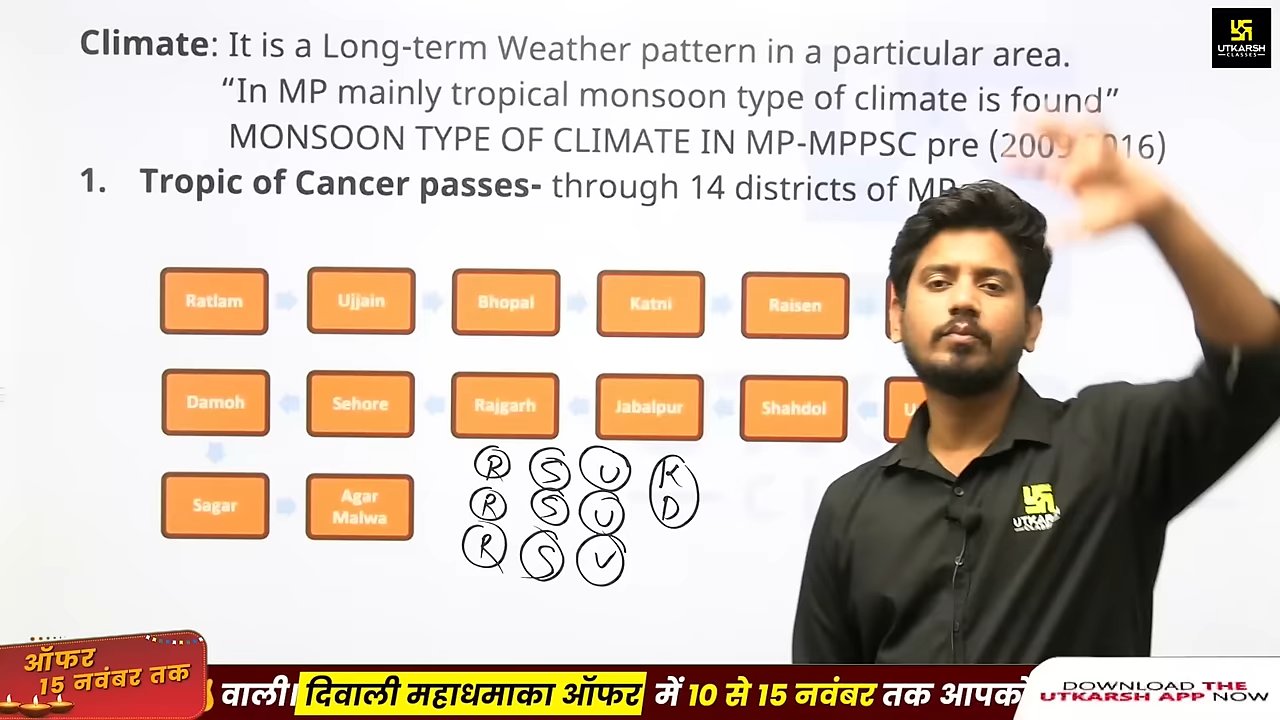 Climate: It is a Long-term Weather pattern in a particular area.
“In MP mainly tropical monsoon type of climate is found”
MONSOON TYPE OF CLIMATE IN MP-MPPSC pre (2009 2016)
1. Tropic of Cancer passes- through 14 districts of MP
Ratlam Ujjain Bhopal Katni Raisen
Damoh Sehore Rajgarh Jabalpur Shahdol U
Sagar Agar Malwa
R S U K
R S U D
R S V
UTKARSH
CLASSES
UTKARSH
CLASSES
ऑफर
15 नवंबर तक
वाली। दिवाली महाधमाका ऑफर में 10 से 15 नवंबर तक आपको
DOWNLOAD THE
UTKARSH APP NOW